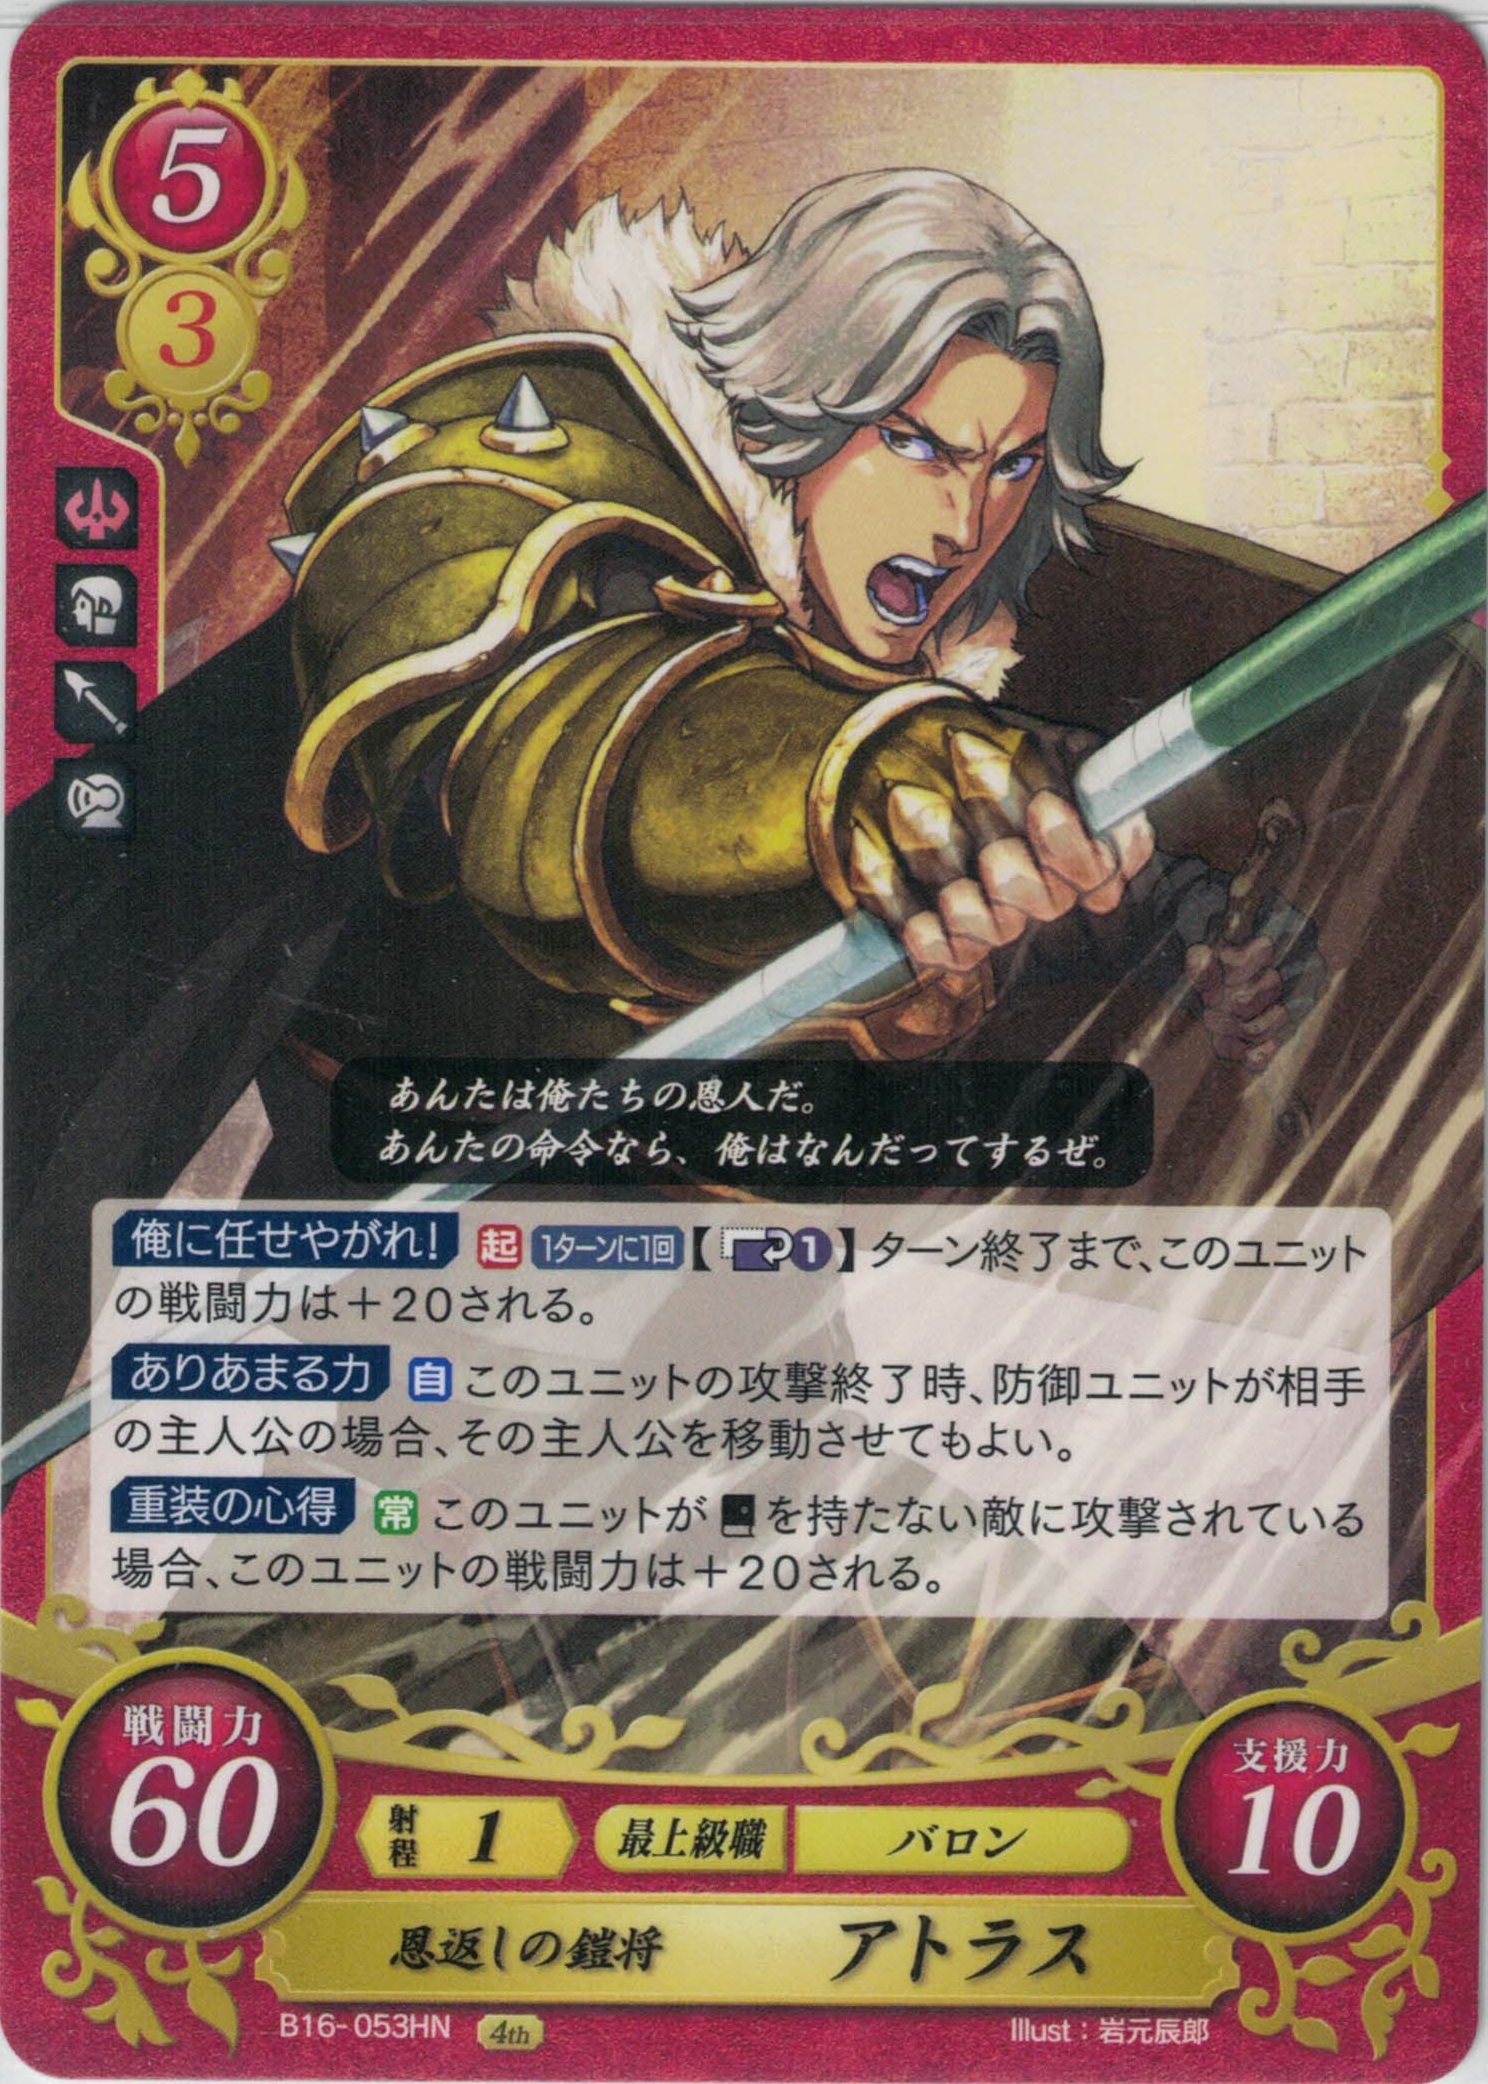 5
3
あんたは俺たちの恩人だ。
あんたの命令なら、俺はなんだってするぜ。
俺に任せやがれ! 起 1ターンに1回【1】ターン終了まで、このユニット
の戦闘力は+20される。
ありあまる力 自 このユニットの攻撃終了時、防御ユニットが相手
の主人公の場合、その主人公を移動させてもよい。
重装の心得 常 このユニットが を持たない敵に攻撃されている
場合、このユニットの戦闘力は+20される。
戦闘力
60
射程 1
最上級職 バロン
支援力
10
恩返しの鎧将 アトラス
B16-053HN 4th
Illust:岩元辰郎